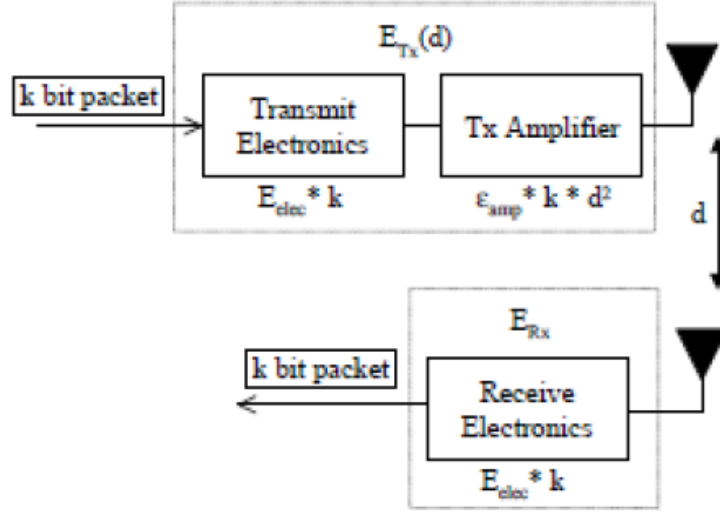 E_Tx(d)
k bit packet
Transmit
Electronics
Tx Amplifier
E_elec * k
ε_amp * k * d²
d
E_Rx
k bit packet
Receive
Electronics
E_elec * k